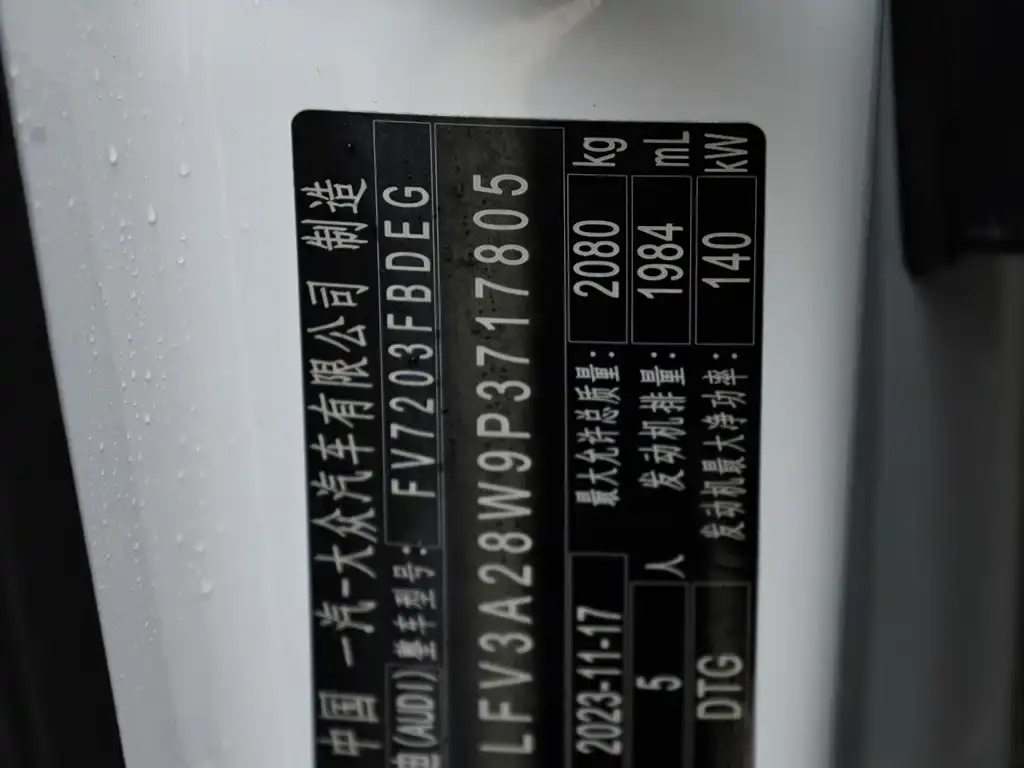 中国 一汽-大众汽车有限公司 制造
迪(AUDI) 整车型号: FV7203FBDEG
LFV3A28W9P3717805
2023-11-17 最大允许总质量: 2080 kg
5 人 发动机排量: 1984 mL
DTG 发动机最大净功率: 140 kW